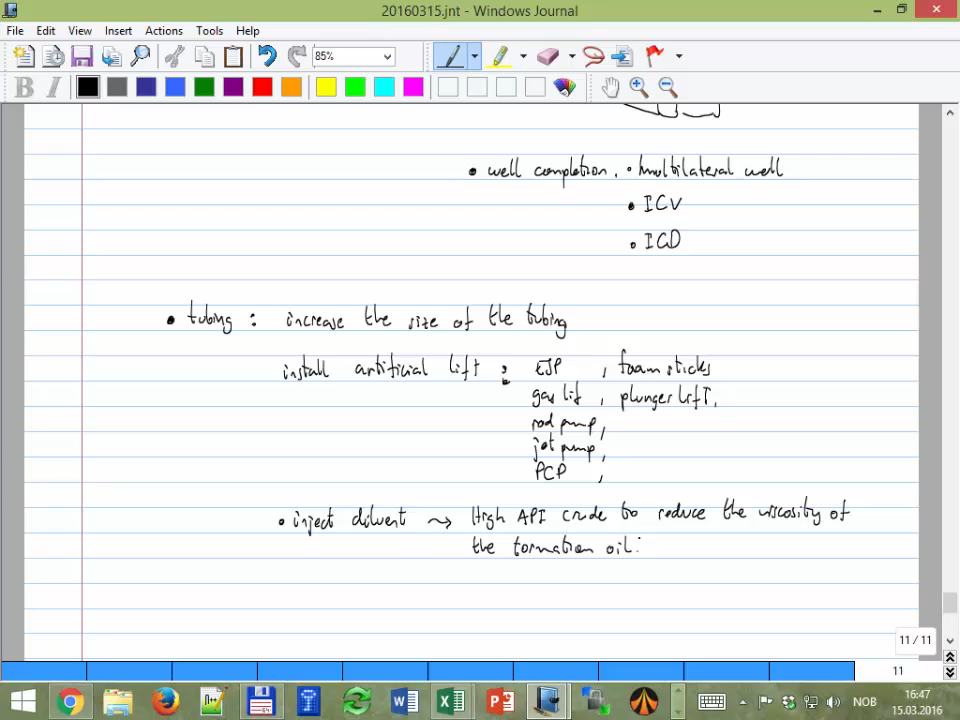 20160315.jnt - Windows Journal
File Edit View Insert Actions Tools Help
85%
B I
• well completion, • multilateral well
• ICV
• ICD
• tubing : increase the size of the tubing
install artificial lift : ESP , foam sticks
gas lif , plunger lift,
rod pump,
jet pump,
PCP ,
• inject diluent → High API crude to reduce the viscosity of
the formation oil.
11 / 11
11
NOB
16:47
15.03.2016